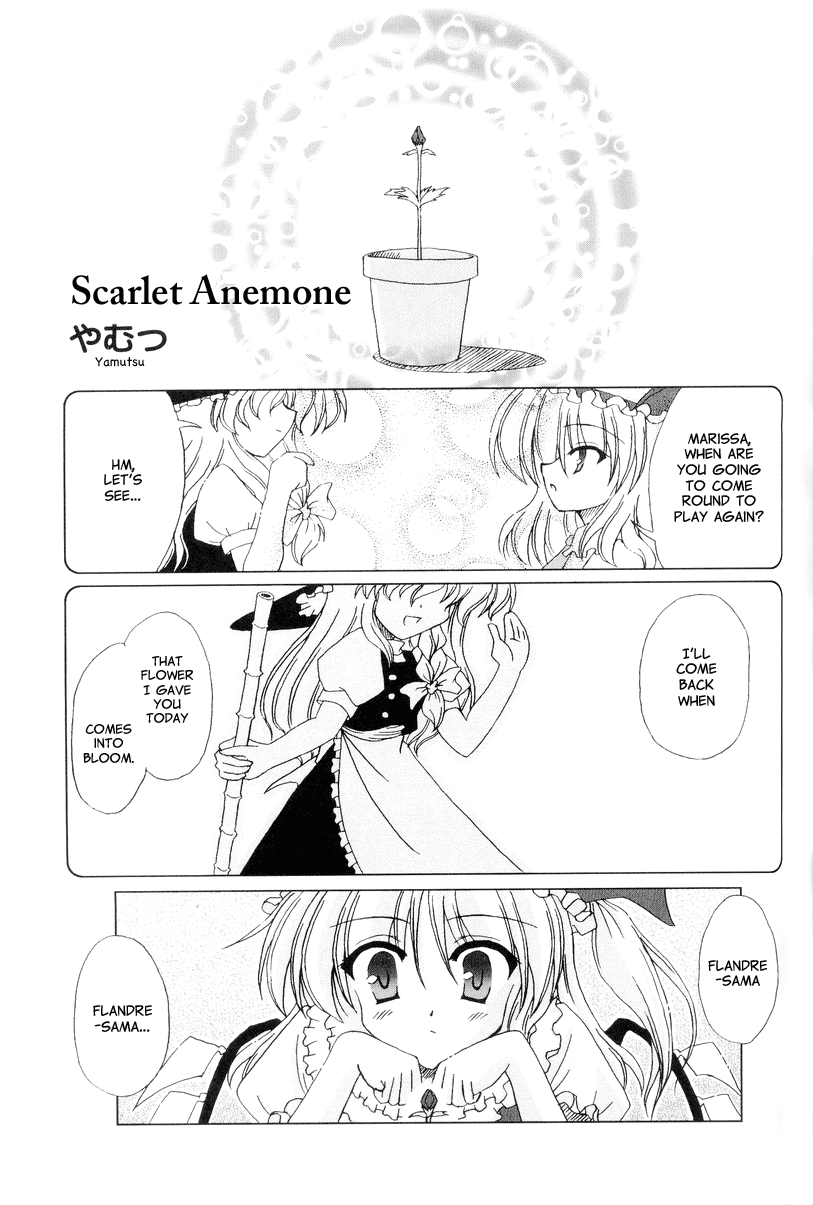 Scarlet Anemone
やむっ
Yamutsu
MARISSA,
WHEN ARE
YOU GOING
TO COME
ROUND TO
PLAY AGAIN?
HM,
LET'S
SEE...
I'LL
COME
BACK
WHEN
THAT
FLOWER
I GAVE
YOU
TODAY
COMES
INTO
BLOOM.
FLANDRE
-SAMA
FLANDRE
-SAMA...